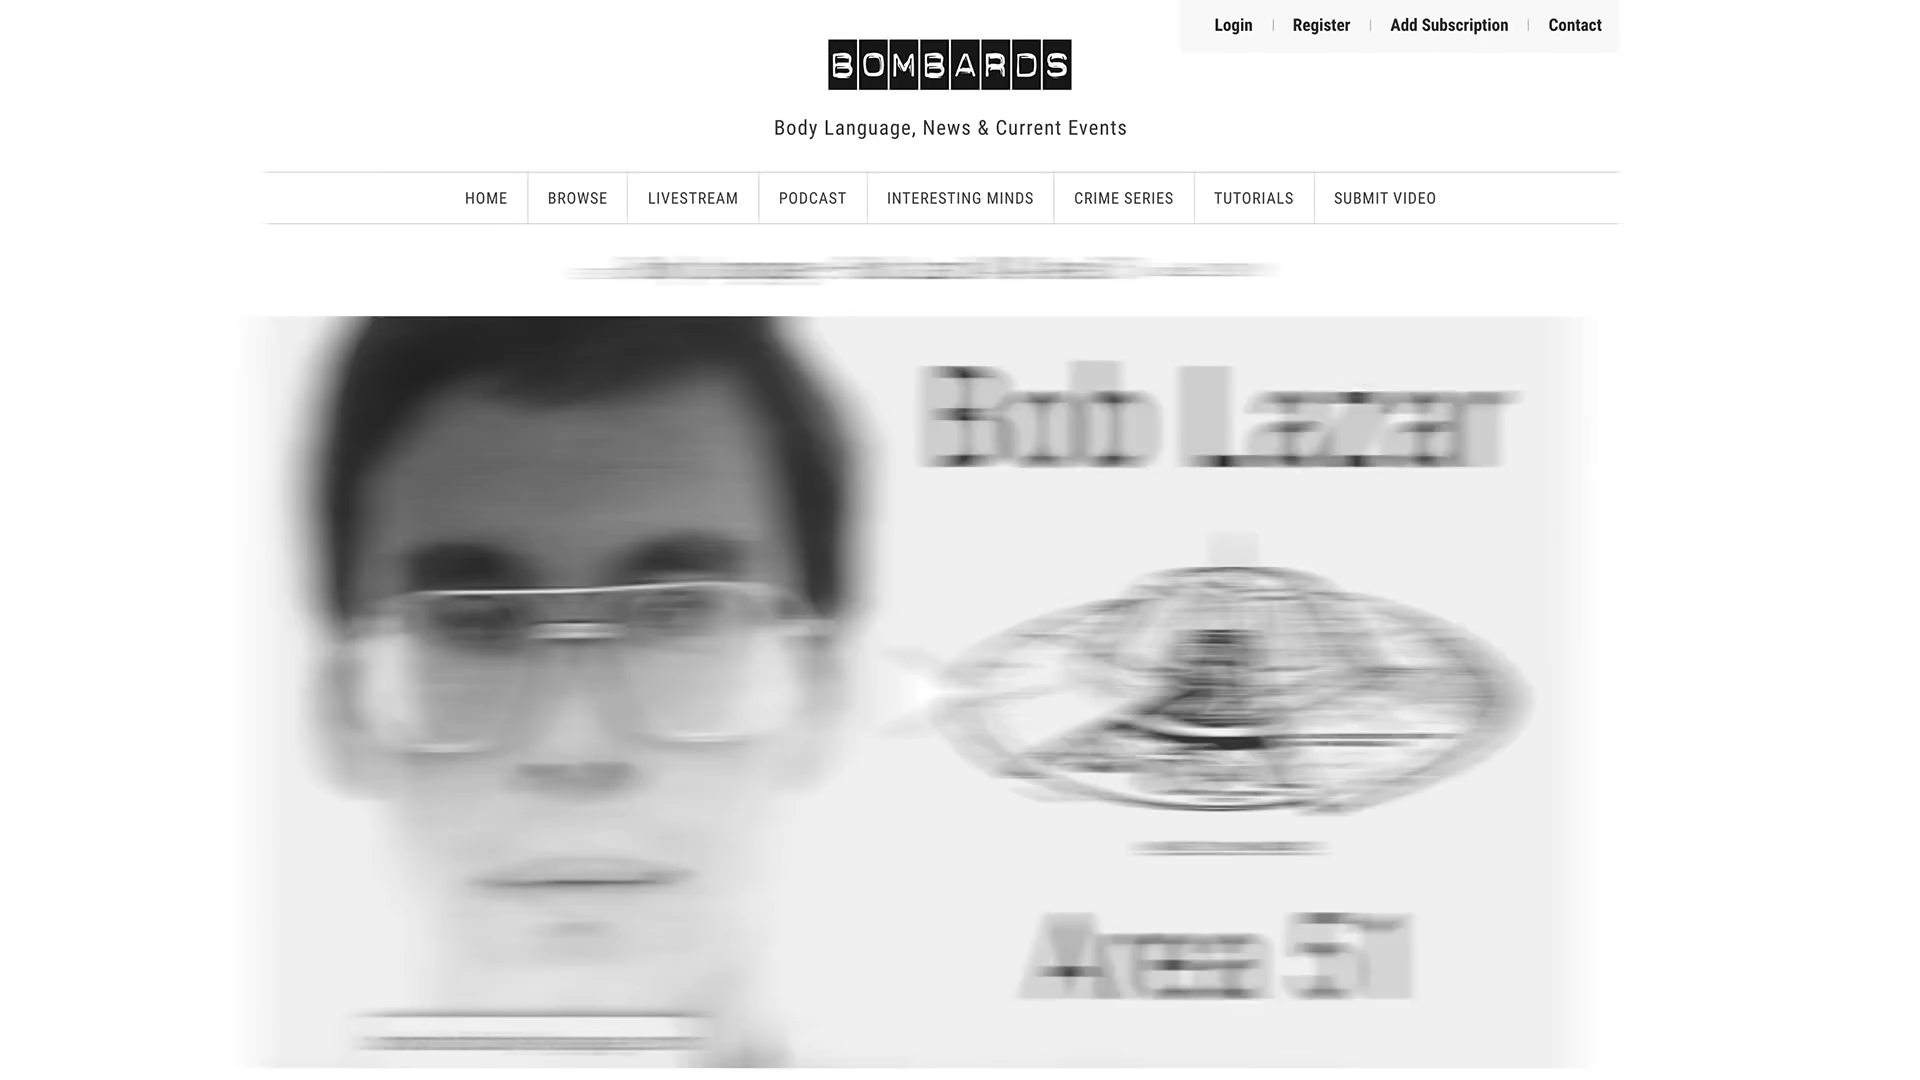 Login Register Add Subscription Contact
BOMBARDS
Body Language, News & Current Events
HOME BROWSE LIVESTREAM PODCAST INTERESTING MINDS CRIME SERIES TUTORIALS SUBMIT VIDEO
Bob Lazar
Area 51